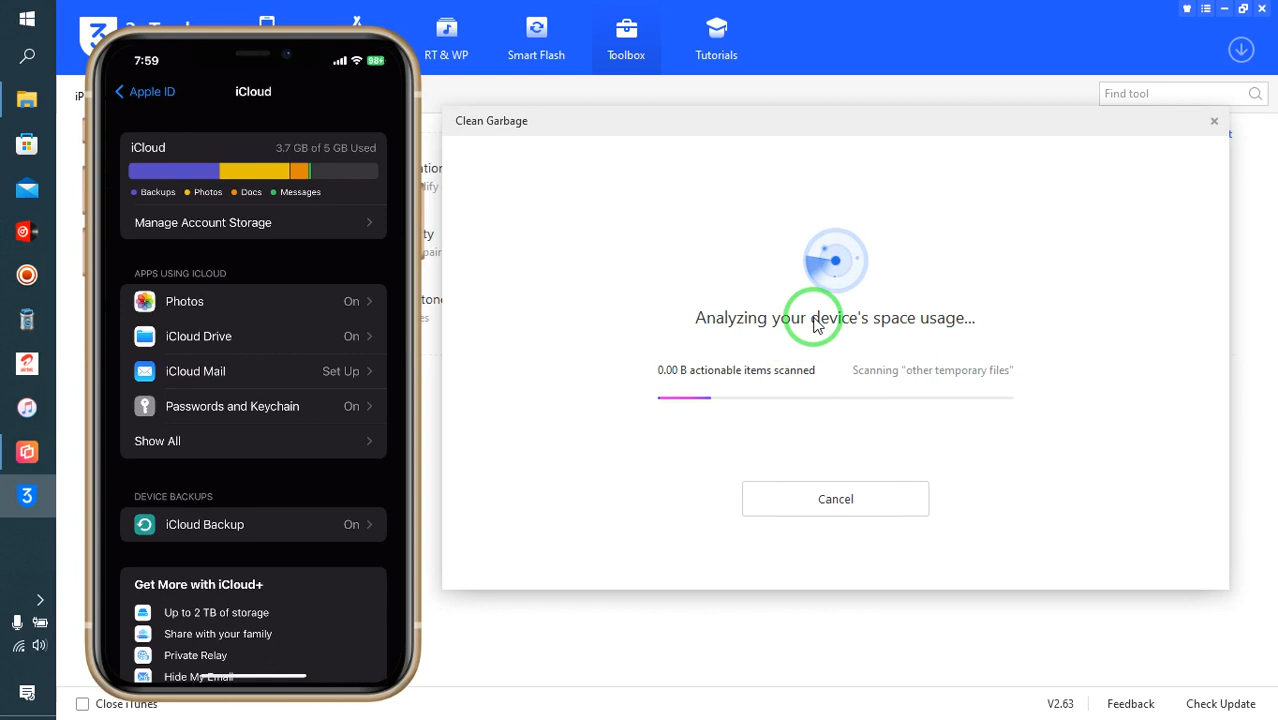 3
RT & WP
Smart Flash
Toolbox
Tutorials
Find tool
Clean Garbage
Analyzing your device's space usage...
0.00 B actionable items scanned
Scanning "other temporary files"
Cancel
7:59
98
Apple ID
iCloud
iCloud
3.7 GB of 5 GB Used
Backups
Photos
Docs
Messages
Manage Account Storage
APPS USING ICLOUD
Photos
On
iCloud Drive
On
iCloud Mail
Set Up
Passwords and Keychain
On
Show All
DEVICE BACKUPS
iCloud Backup
On
Get More with iCloud+
Up to 2 TB of storage
Share with your family
Private Relay
Hide My Email
Close iTunes
V2.63
Feedback
Check Update